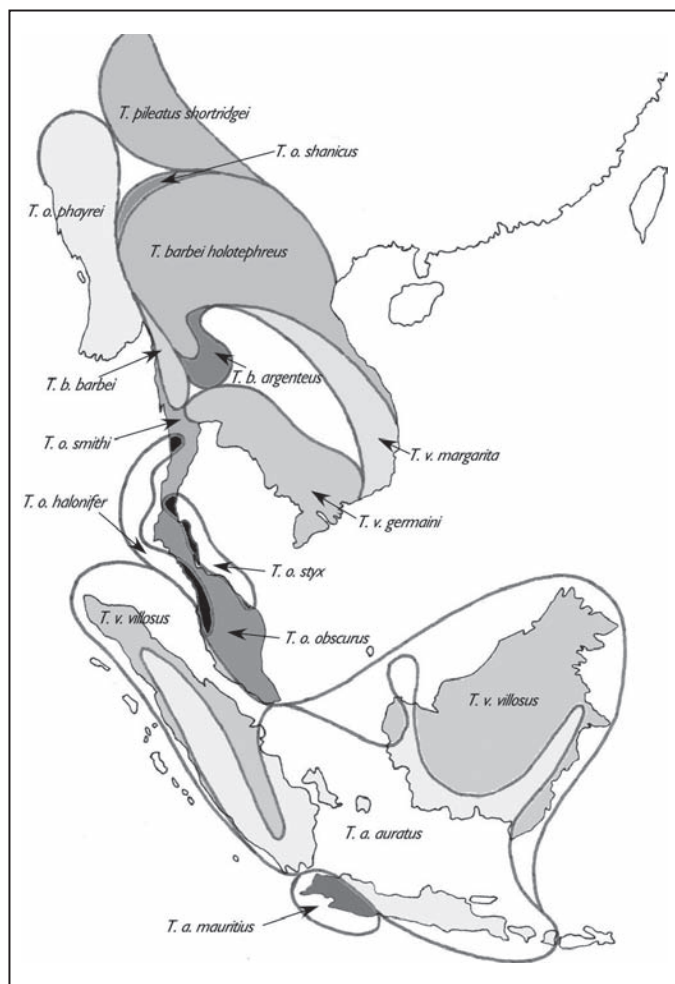 T. pileatus shortridgei
T. o. shanicus
T. o. phayrei
T. barbei holotephreus
T. b. argenteus
T. b. barbei
T. o. smithi
T. v. margarita
T. o. halonifer
T. v. germaini
T. o. styx
T. v. villosus
T. o. obscurus
T. v. villosus
T. a. auratus
T. a. mauritius